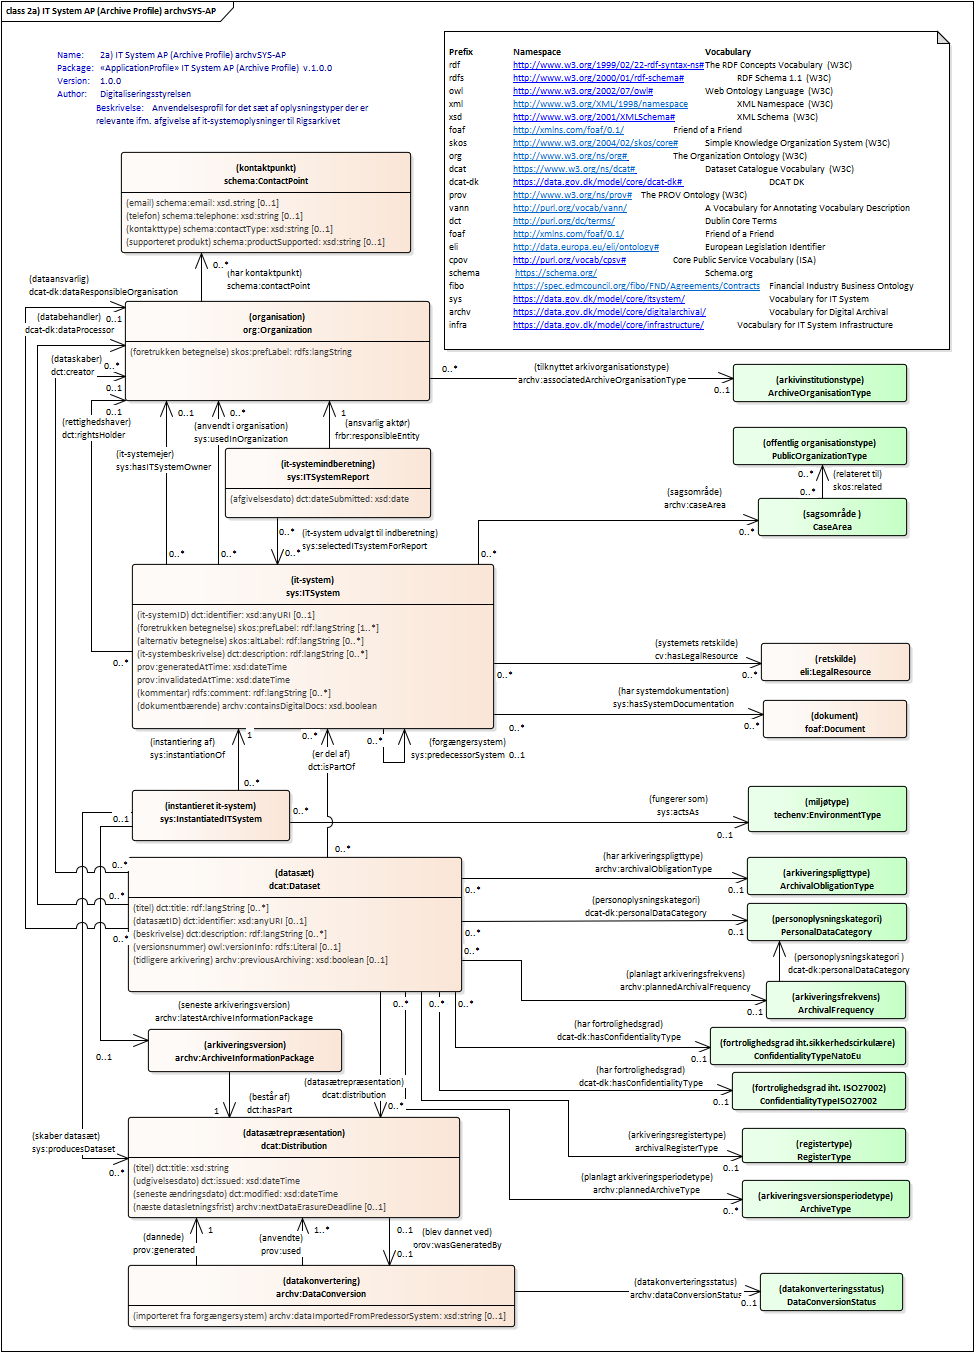 class 2a) IT System AP (Archive Profile) archvSYS-AP
Name: 2a) IT System AP (Archive Profile) archvSYS-AP
Package: «ApplicationProfile» IT System AP (Archive Profile) v.1.0.0
Version: 1.0.0
Author: Digitaliseringsstyrelsen
Beskrivelse: Anvendelsesprofil for det sæt af oplysningstyper der er
relevante ifm. afgivelse af it-systemoplysninger til Rigsarkivet
Prefix Namespace Vocabulary
rdf http://www.w3.org/1999/02/22-rdf-syntax-ns# The RDF Concepts Vocabulary (W3C)
rdfs http://www.w3.org/2000/01/rdf-schema# RDF Schema 1.1 (W3C)
owl http://www.w3.org/2002/07/owl# Web Ontology Language (W3C)
xml http://www.w3.org/XML/1998/namespace XML Namespace (W3C)
xsd http://www.w3.org/2001/XMLSchema# XML Schema (W3C)
foaf http://xmlns.com/foaf/0.1/ Friend of a Friend
skos http://www.w3.org/2004/02/skos/core# Simple Knowledge Organization System (W3C)
org http://www.w3.org/ns/org# The Organization Ontology (W3C)
dcat https://www.w3.org/ns/dcat# Dataset Catalogue Vocabulary (W3C)
dcat-dk https://data.gov.dk/model/core/dcat-dk# DCAT DK
prov http://www.w3.org/ns/prov# The PROV Ontology (W3C)
vann http://purl.org/vocab/vann/ A Vocabulary for Annotating Vocabulary Description
dct http://purl.org/dc/terms/ Dublin Core Terms
foaf http://xmlns.com/foaf/0.1/ Friend of a Friend
eli http://data.europa.eu/eli/ontology# European Legislation Identifier
cpov http://purl.org/vocab/cpsv# Core Public Service Vocabulary (ISA)
schema https://schema.org/ Schema.org
fibo https://spec.edmcouncil.org/fibo/FND/Agreements/Contracts Financial Industry Business Ontology
sys https://data.gov.dk/model/core/itsystem/ Vocabulary for IT System
archv https://data.gov.dk/model/core/digitalarchival/ Vocabulary for Digital Archival
infra https://data.gov.dk/model/core/infrastructure/ Vocabulary for IT System Infrastructure
(kontaktpunkt)
schema:ContactPoint
(email) schema:email: xsd.string [0..1]
(telefon) schema:telephone: xsd:string [0..1]
(kontakttype) schema:contactType: xsd:string [0..1]
(supporteret produkt) schema:productSupported: xsd:string [0..1]
0..*
(har kontaktpunkt)
schema:contactPoint
(dataansvarlig)
dcat-dk:dataResponsibleOrganisation
(databehandler) 0..1
dcat-dk:dataProcessor
(dataskaber) 0..*
dct:creator
0..1
0..1
(rettighedshaver)
dct:rightsHolder
(organisation)
org:Organization
(foretrukken betegnelse) skos:prefLabel: rdfs:langString
0..*
(tilknyttet arkivorganisationstype)
archv:associatedArchiveOrganisationType
0..1
(arkivinstitutionstype)
ArchiveOrganisationType
0..1
0..*
1
(anvendt i organisation)
sys:usedInOrganization
(ansvarlig aktør)
frbr:responsibleEntity
(it-systemejer)
sys:hasITSystemOwner
(offentlig organisationstype)
PublicOrganizationType
0..* (relateret til)
skos:related
0..*
(it-systemindberetning)
sys:ITSystemReport
(afgivelsesdato) dct:dateSubmitted: xsd:date
(sagsområde)
archv:caseArea
0..*
(sagsområde )
CaseArea
0..* (it-system udvalgt til indberetning)
sys:selectedITsystemForReport
0..*
0..*
0..*
0..*
(it-system)
sys:ITSystem
(it-systemID) dct:identifier: xsd:anyURI [0..1]
(foretrukken betegnelse) skos:prefLabel: rdf:langString [1..*]
(alternativ betegnelse) skos:altLabel: rdf:langString [0..*]
(it-systembeskrivelse) dct:description: rdf:langString [0..*]
prov:generatedAtTime: xsd:dateTime
prov:invalidatedAtTime: xsd:dateTime
(kommentar) rdfs:comment: rdf:langString [0..*]
(dokumentbærende) archv:containsDigitalDocs: xsd.boolean
0..*
(systemets retskilde)
cv:hasLegalResource
0..*
0..*
(retskilde)
eli:LegalResource
(har systemdokumentation)
sys:hasSystemDocumentation
0..*
0..*
(dokument)
foaf:Document
(instantiering af)
sys:instantiationOf
1
0..*
0..*
(er del af)
dct:isPartOf
0..*
(forgængersystem)
sys:predecessorSystem 0..1
(instantieret it-system)
sys:InstantiatedITSystem
0..*
0..1
(fungerer som)
sys:actsAs
0..1
(miljøtype)
techenv:EnvironmentType
0..*
0..*
(datasæt)
dcat:Dataset
(titel) dct:title: rdf:langString [0..*]
(datasætID) dct:identifier: xsd:anyURI [0..1]
(beskrivelse) dct:description: rdf:langString [0..*]
(versionsnummer) owl:versionInfo: rdfs:Literal [0..1]
(tidligere arkivering) archv:previousArchiving: xsd:boolean [0..1]
0..*
0..*
(har arkiveringspligttype)
archv:archivalObligationType
0..*
0..1
(arkiveringspligttype)
ArchivalObligationType
(personoplysningskategori)
dcat-dk:personalDataCategory
0..*
0..1
(personoplysningskategori)
PersonalDataCategory
(personoplysningskategori )
dcat-dk:personalDataCategory
0..*
(planlagt arkiveringsfrekvens)
archv:plannedArchivalFrequency
0..1
(arkiveringsfrekvens)
ArchivalFrequency
(seneste arkiveringsversion)
archv:latestArchiveInformationPackage
0..*
0..*
0..*
(har fortrolighedsgrad)
dcat-dk:hasConfidentialityType
0..1
(fortrolighedsgrad iht.sikkerhedscirkulære)
ConfidentialityTypeNatoEu
0..1
(arkiveringsversion)
archv:ArchiveInformationPackage
(har fortrolighedsgrad)
dcat-dk:hasConfidentialityType
0..1
(fortrolighedsgrad iht. ISO27002)
ConfidentialityTypeISO27002
(datasætrepræsentation)
dcat:distribution
0..*
(består af)
dct:hasPart
1
(skaber datasæt)
sys:producesDataset
0..*
(datasætrepræsentation)
dcat:Distribution
(titel) dct:title: xsd:string
(udgivelsesdato) dct:issued: xsd:dateTime
(seneste ændringsdato) dct:modified: xsd:dateTime
(næste datasletningsfrist) archv:nextDataErasureDeadline [0..1]
(arkiveringsregistertype)
archivalRegisterType
0..1
(registertype)
RegisterType
(planlagt arkiveringsperiodetype)
archv:plannedArchiveType
0..*
(arkiveringsversionsperiodetype)
ArchiveType
(dannede)
prov:generated
1
(anvendte)
prov:used
1..*
0..1
(blev dannet ved)
prov:wasGeneratedBy
0..1
(datakonvertering)
archv:DataConversion
(importeret fra forgængersystem) archv:dataImportedFromPredessorSystem: xsd:string [0..1]
(datakonverteringsstatus)
archv:dataConversionStatus
0..1
(datakonverteringsstatus)
DataConversionStatus